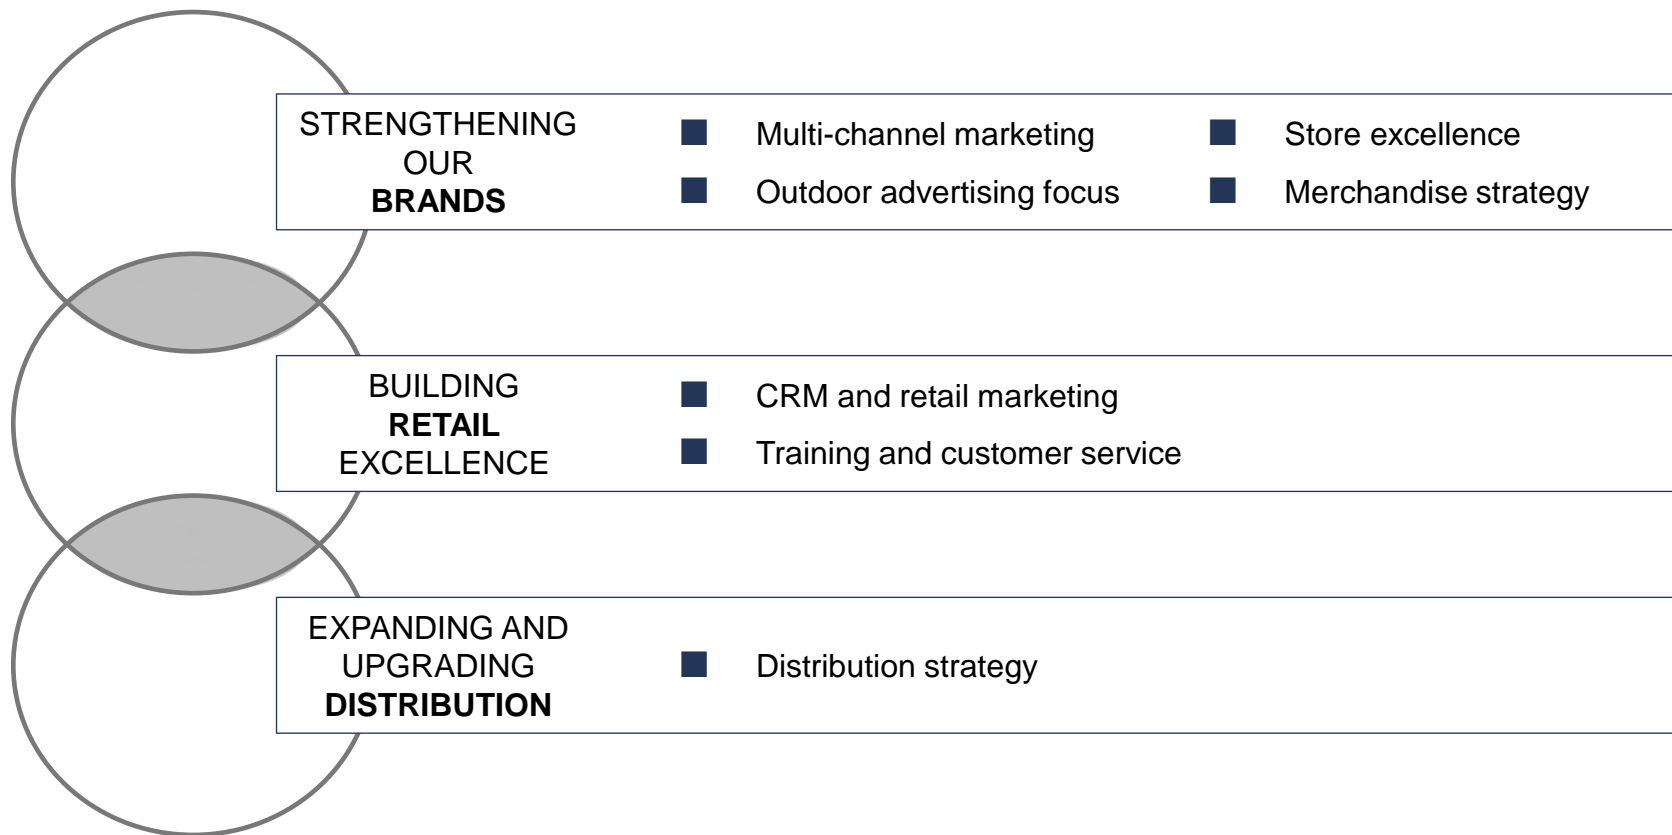 STRENGTHENING
OUR
BRANDS
Multi-channel marketing
Outdoor advertising focus
Store excellence
Merchandise strategy
BUILDING
RETAIL
EXCELLENCE
CRM and retail marketing
Training and customer service
EXPANDING AND
UPGRADING
DISTRIBUTION
Distribution strategy